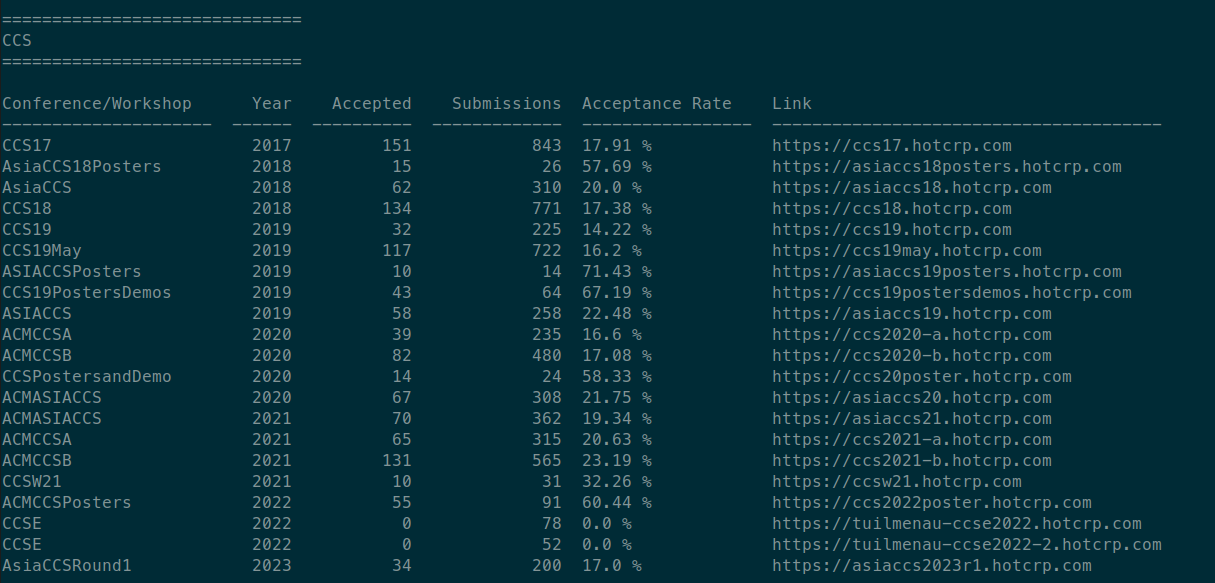 ==============================
CCS
==============================
Conference/Workshop      Year    Accepted    Submissions  Acceptance Rate    Link
---------------------  ------  ----------  -------------  -----------------  ---------------------------------------
CCS17                    2017         151            843  17.91 %            https://ccs17.hotcrp.com
AsiaCCS18Posters         2018          15             26  57.69 %            https://asiaccs18posters.hotcrp.com
AsiaCCS                  2018          62            310  20.0 %             https://asiaccs18.hotcrp.com
CCS18                    2018         134            771  17.38 %            https://ccs18.hotcrp.com
CCS19                    2019          32            225  14.22 %            https://ccs19.hotcrp.com
CCS19May                 2019         117            722  16.2 %             https://ccs19may.hotcrp.com
ASIACCSPosters           2019          10             14  71.43 %            https://asiaccs19posters.hotcrp.com
CCS19PostersDemos        2019          43             64  67.19 %            https://ccs19postersdemos.hotcrp.com
ASIACCS                  2019          58            258  22.48 %            https://asiaccs19.hotcrp.com
ACMCCSA                  2020          39            235  16.6 %             https://ccs2020-a.hotcrp.com
ACMCCSB                  2020          82            480  17.08 %            https://ccs2020-b.hotcrp.com
CCSPostersandDemo        2020          14             24  58.33 %            https://ccs20poster.hotcrp.com
ACMASIACCS               2020          67            308  21.75 %            https://asiaccs20.hotcrp.com
ACMASIACCS               2021          70            362  19.34 %            https://asiaccs21.hotcrp.com
ACMCCSA                  2021          65            315  20.63 %            https://ccs2021-a.hotcrp.com
ACMCCSB                  2021         131            565  23.19 %            https://ccs2021-b.hotcrp.com
CCSW21                   2021          10             31  32.26 %            https://ccsw21.hotcrp.com
ACMCCSPosters            2022          55             91  60.44 %            https://ccs2022poster.hotcrp.com
CCSE                     2022           0             78  0.0 %              https://tuilmenau-ccse2022.hotcrp.com
CCSE                     2022           0             52  0.0 %              https://tuilmenau-ccse2022-2.hotcrp.com
AsiaCCSRound1            2023          34            200  17.0 %             https://asiaccs2023r1.hotcrp.com